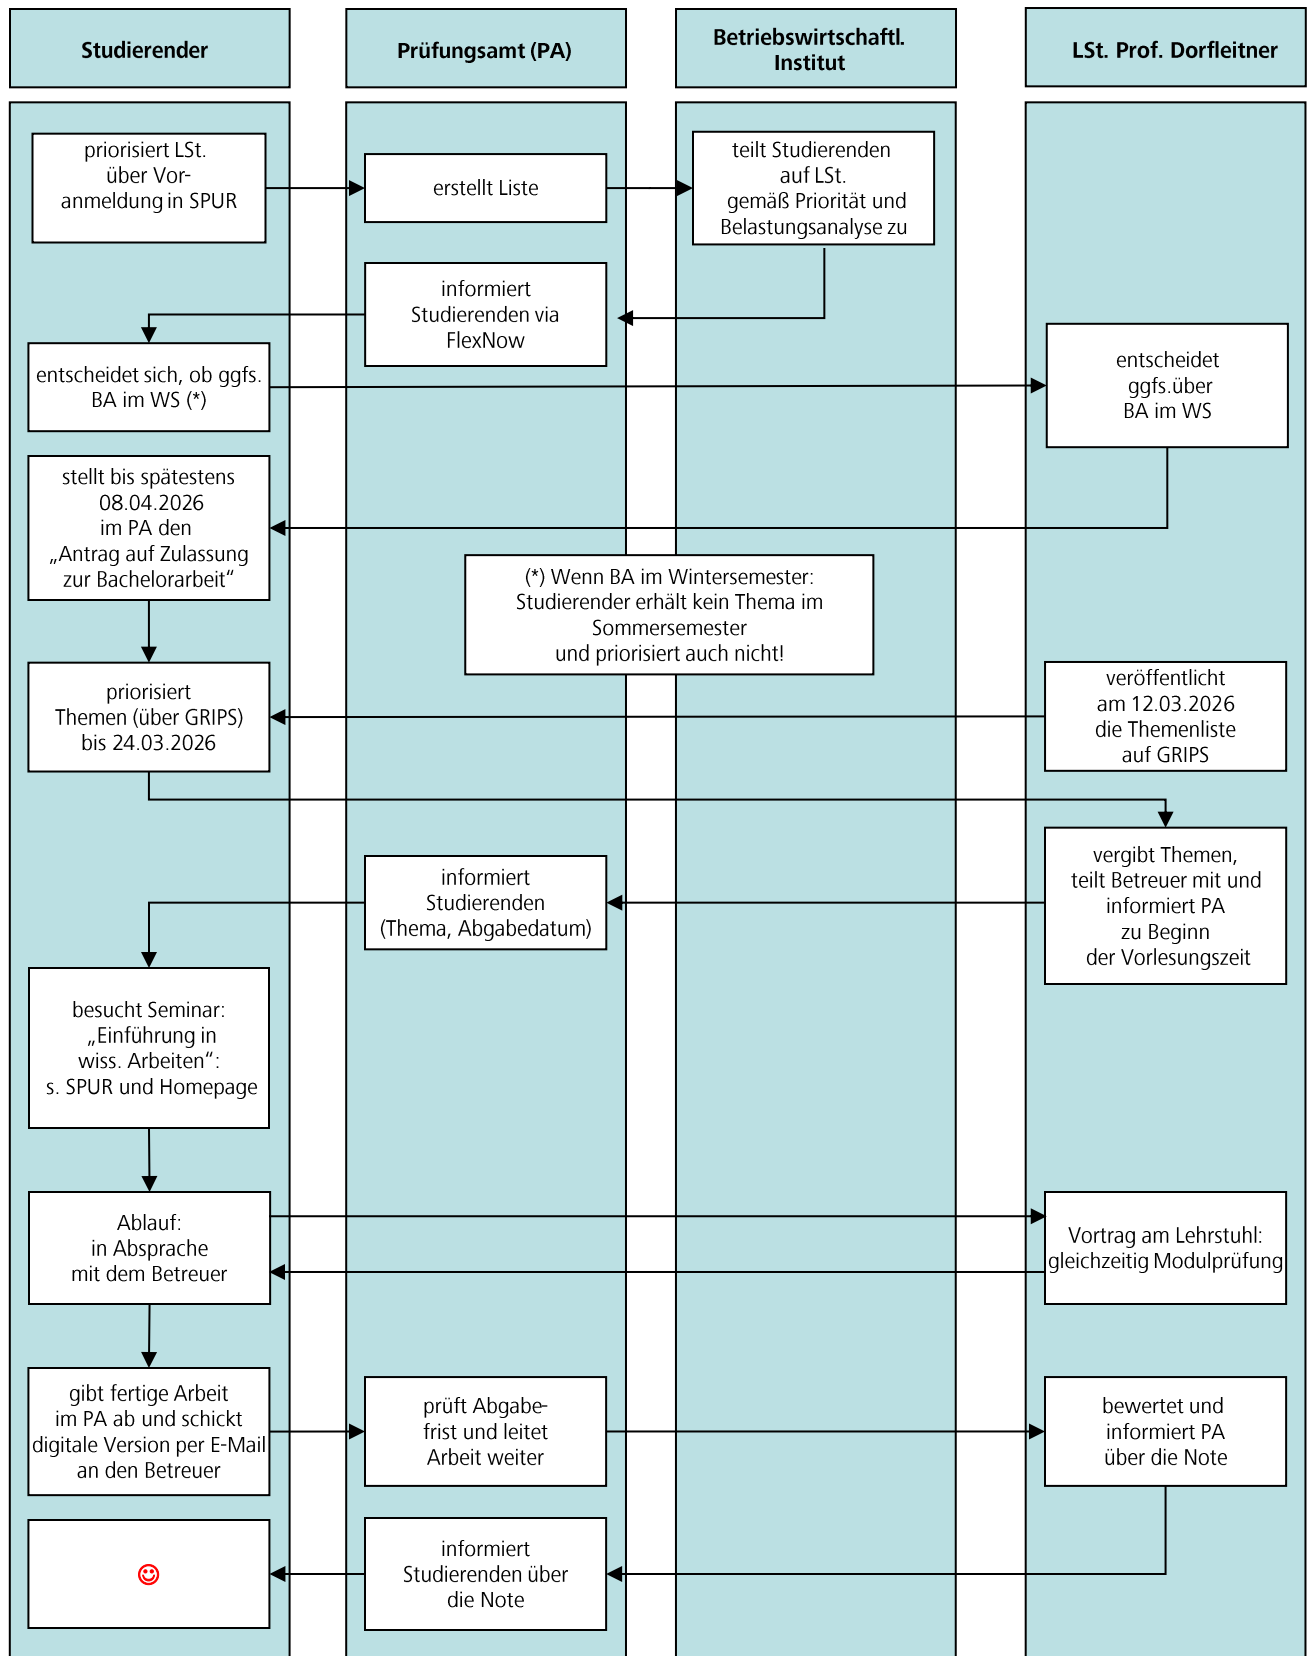 Studierender
Prüfungsamt (PA)
Betriebswirtschaftl.
Institut
LSt. Prof. Dorfleitner
priorisiert LSt.
über Vor-
anmeldung in SPUR
erstellt Liste
teilt Studierenden
auf LSt.
gemäß Priorität und
Belastungsanalyse zu
informiert
Studierenden via
FlexNow
entscheidet sich, ob ggfs.
BA im WS (*)
entscheidet
ggfs.über
BA im WS
stellt bis spätestens
08.04.2026
im PA den
„Antrag auf Zulassung
zur Bachelorarbeit“
(*) Wenn BA im Wintersemester:
Studierender erhält kein Thema im
Sommersemester
und priorisiert auch nicht!
priorisiert
Themen (über GRIPS)
bis 24.03.2026
veröffentlicht
am 12.03.2026
die Themenliste
auf GRIPS
vergibt Themen,
teilt Betreuer mit und
informiert PA
zu Beginn
der Vorlesungszeit
informiert
Studierenden
(Thema, Abgabedatum)
besucht Seminar:
„Einführung in
wiss. Arbeiten“:
s. SPUR und Homepage
Ablauf:
in Absprache
mit dem Betreuer
Vortrag am Lehrstuhl:
gleichzeitig Modulprüfung
gibt fertige Arbeit
im PA ab und schickt
digitale Version per E-Mail
an den Betreuer
prüft Abgabe-
frist und leitet
Arbeit weiter
bewertet und
informiert PA
über die Note
informiert
Studierenden über
die Note